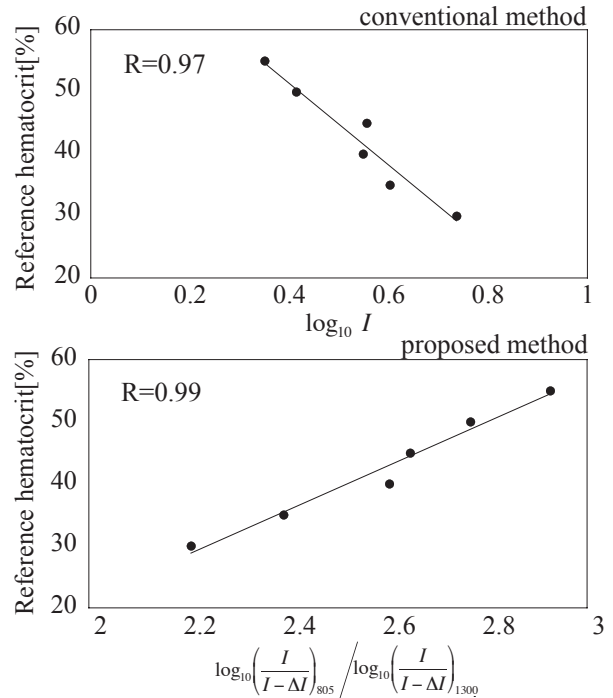 conventional method
60
R=0.97
50
40
30
20
Reference hematocrit[%]
0 0.2 0.4 0.6 0.8 1
log10 I
proposed method
60
R=0.99
50
40
30
20
Reference hematocrit[%]
2 2.2 2.4 2.6 2.8 3
log10(I/(I−ΔI))805 / log10(I/(I−ΔI))1300